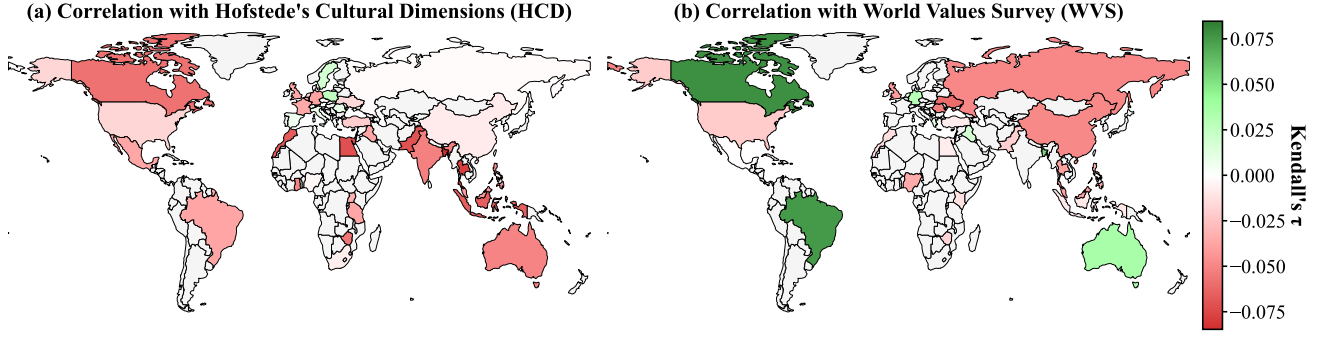 (a) Correlation with Hofstede's Cultural Dimensions (HCD)
(b) Correlation with World Values Survey (WVS)
0.075
0.050
0.025
0.000
−0.025
−0.050
−0.075
Kendall's τ